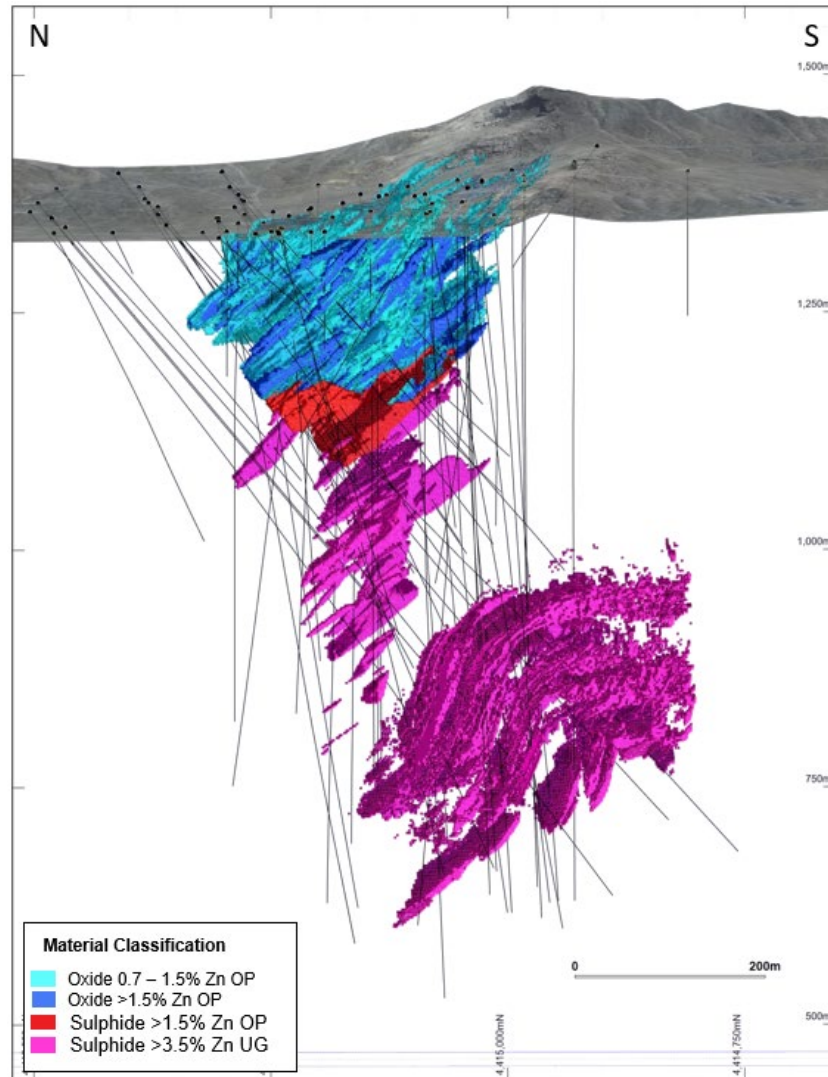 N
S
1,500m
1,250m
1,000m
750m
500m
0
200m
Material Classification
Oxide 0.7 – 1.5% Zn OP
Oxide >1.5% Zn OP
Sulphide >1.5% Zn OP
Sulphide >3.5% Zn UG
4,415,000mN
4,414,750mN